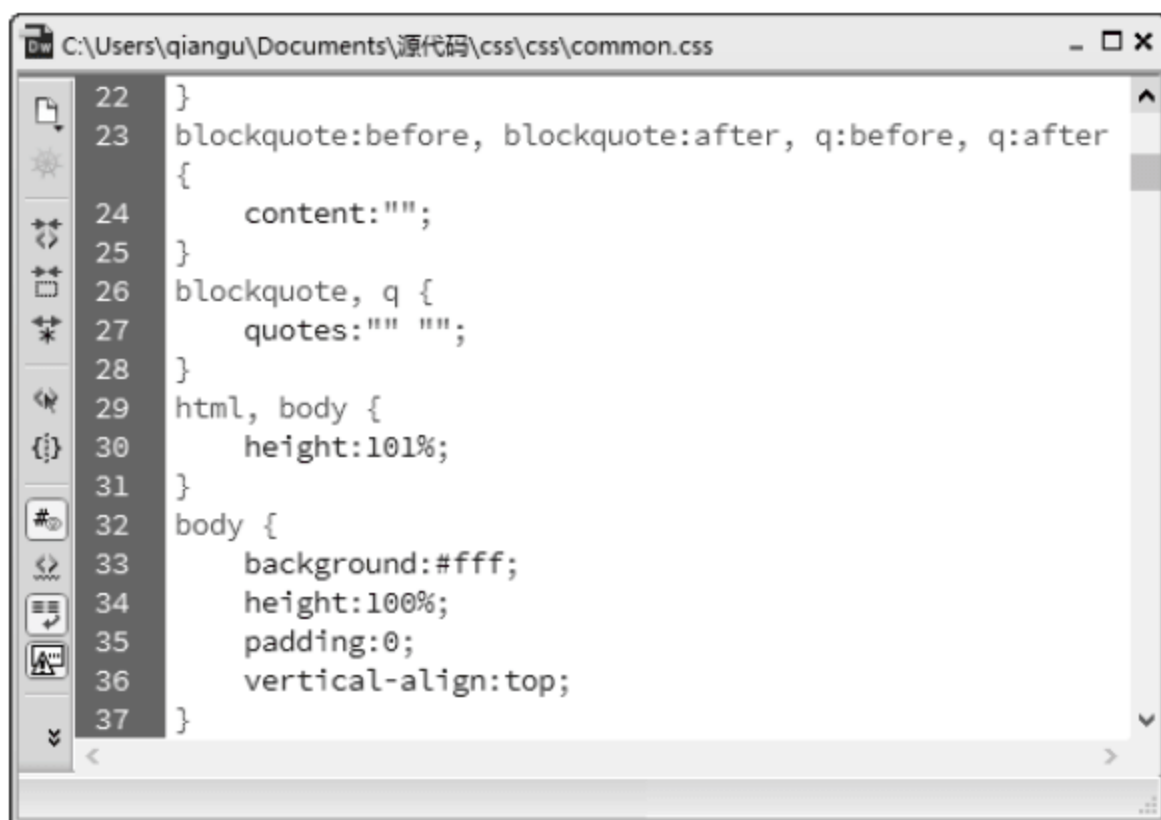 Dw C:\Users\qiangu\Documents\源代码\css\css\common.css
22 }
23 blockquote:before, blockquote:after, q:before, q:after
{
24 content:"";
25 }
26 blockquote, q {
27 quotes:"" "";
28 }
29 html, body {
30 height:101%;
31 }
32 body {
33 background:#fff;
34 height:100%;
35 padding:0;
36 vertical-align:top;
37 }